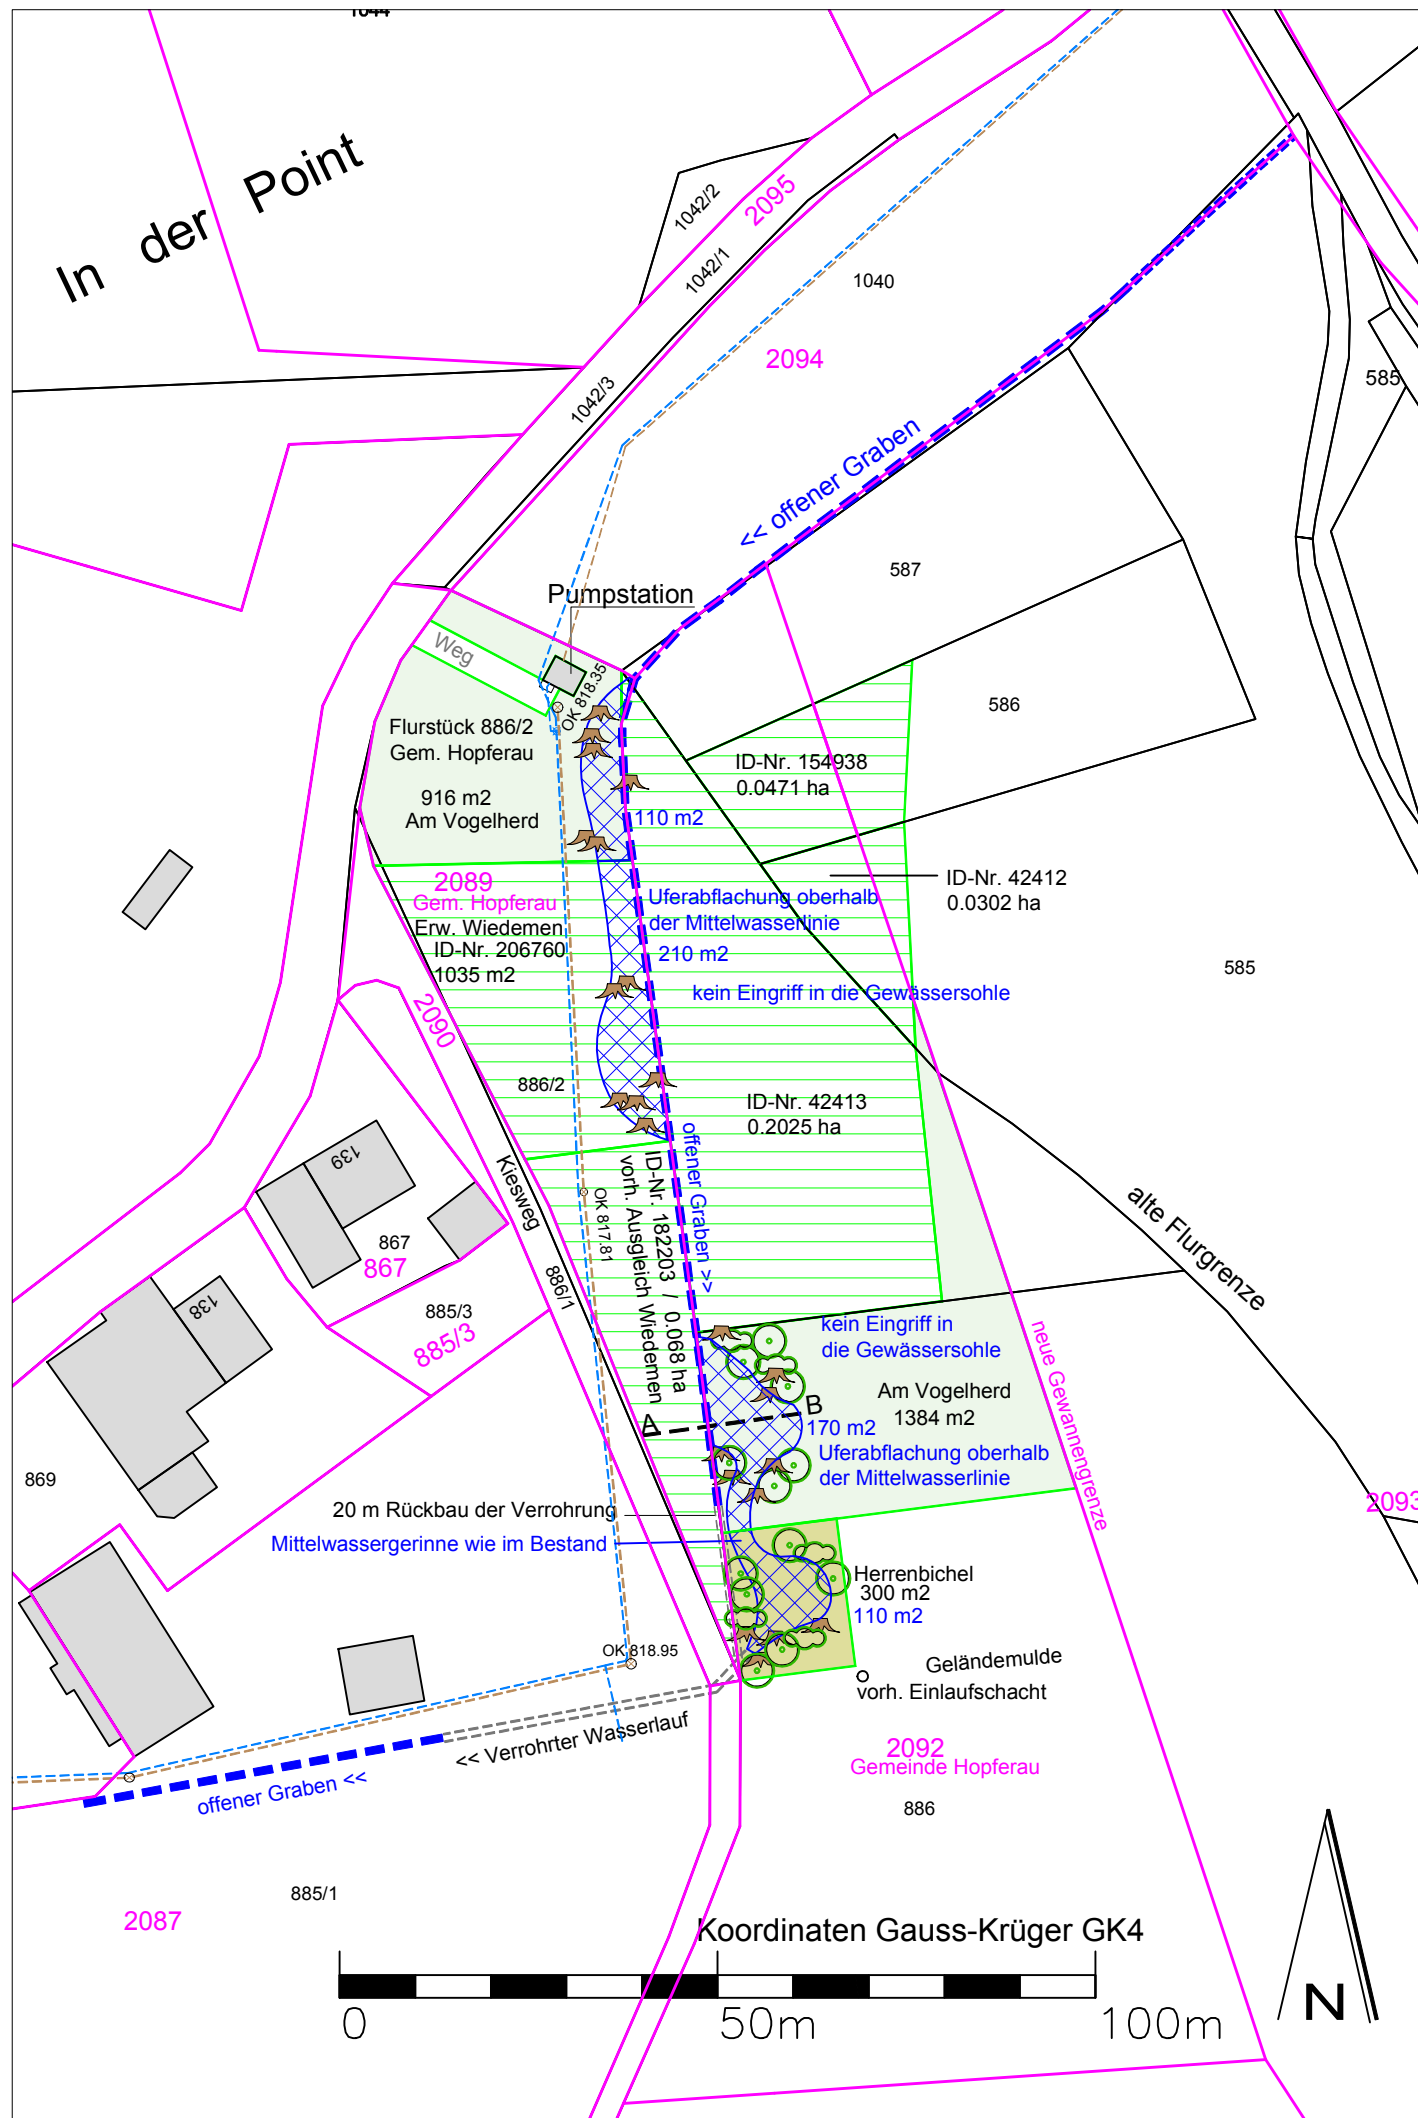 1044
In der Point
1042/2
2095
1042/1
1040
2094
1042/3
585
<< offener Graben
587
Pumpstation
Weg
OK 818.35
586
Flurstück 886/2
Gem. Hopferau
916 m2
Am Vogelherd
ID-Nr. 154938
0.0471 ha
110 m2
2089
Gem. Hopferau
Erw. Wiedemen
ID-Nr. 206760
1035 m2
Uferabflachung oberhalb
der Mittelwasserlinie
210 m2
ID-Nr. 42412
0.0302 ha
585
kein Eingriff in die Gewässersohle
2090
886/2
ID-Nr. 42413
0.2025 ha
139
Kiesweg
OK 817.81
ID-Nr. 182203 / 0.068 ha
vorh. Ausgleich Wiedemen
offener Graben >>
alte Flurgrenze
867
867
886/1
138
885/3
885/3
kein Eingriff in
die Gewässersohle
neue Gewannengrenze
Am Vogelherd
1384 m2
A
B
170 m2
Uferabflachung oberhalb
der Mittelwasserlinie
869
2093
20 m Rückbau der Verrohrung
Mittelwassergerinne wie im Bestand
Herrenbichel
300 m2
110 m2
OK 818.95
Geländemulde
vorh. Einlaufschacht
<< Verrohrter Wasserlauf
2092
Gemeinde Hopferau
offener Graben <<
886
885/1
2087
Koordinaten Gauss-Krüger GK4
0
50m
100m
N